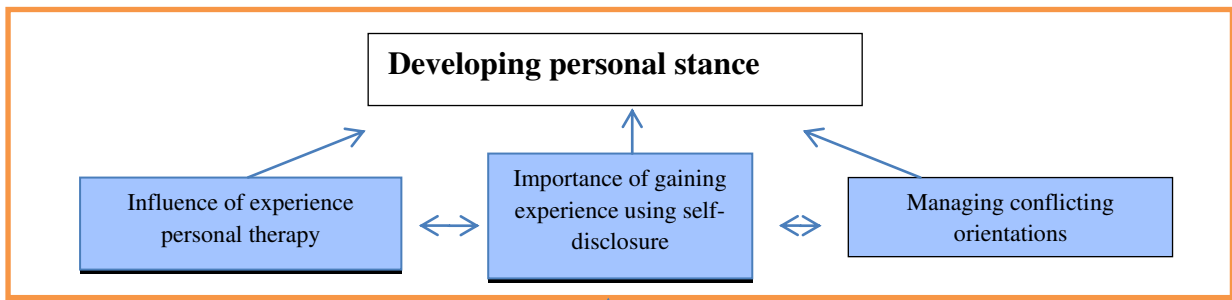 Developing personal stance
Influence of experience
personal therapy
Importance of gaining
experience using self-
disclosure
Managing conflicting
orientations